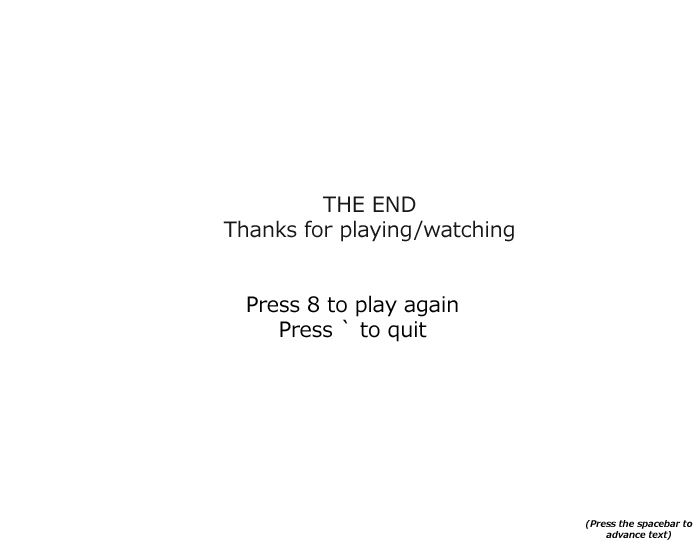 THE END
Thanks for playing/watching
Press 8 to play again
Press ` to quit
(Press the spacebar to
advance text)